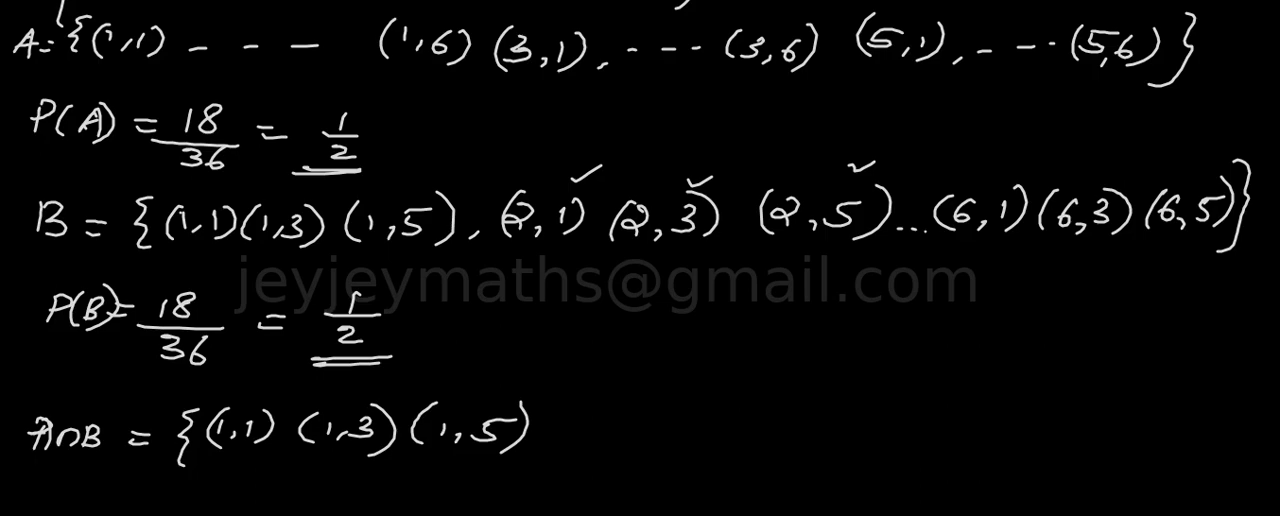 A = {(1,1) - - - (1,6) (3,1), - - - (3,6) (5,1), - - - (5,6)}
P(A) = 18/36 = 1/2
B = {(1,1)(1,3) (1,5), (2,1) (2,3) (2,5) ... (6,1)(6,3)(6,5)}
jeyjeymaths@gmail.com
P(B) = 18/36 = 1/2
A∩B = {(1,1) (1,3) (1,5)